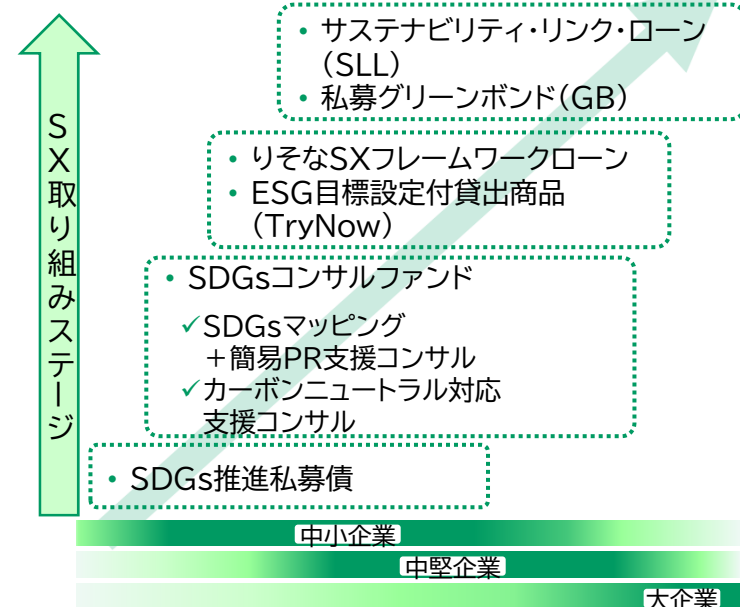 SX取り組みステージ
・サステナビリティ・リンク・ローン
(SLL)
・私募グリーンボンド(GB)
・りそなSXフレームワークローン
・ESG目標設定付貸出商品
(TryNow)
・SDGsコンサルファンド
✓SDGsマッピング
+簡易PR支援コンサル
✓カーボンニュートラル対応
支援コンサル
・SDGs推進私募債
中小企業
中堅企業
大企業